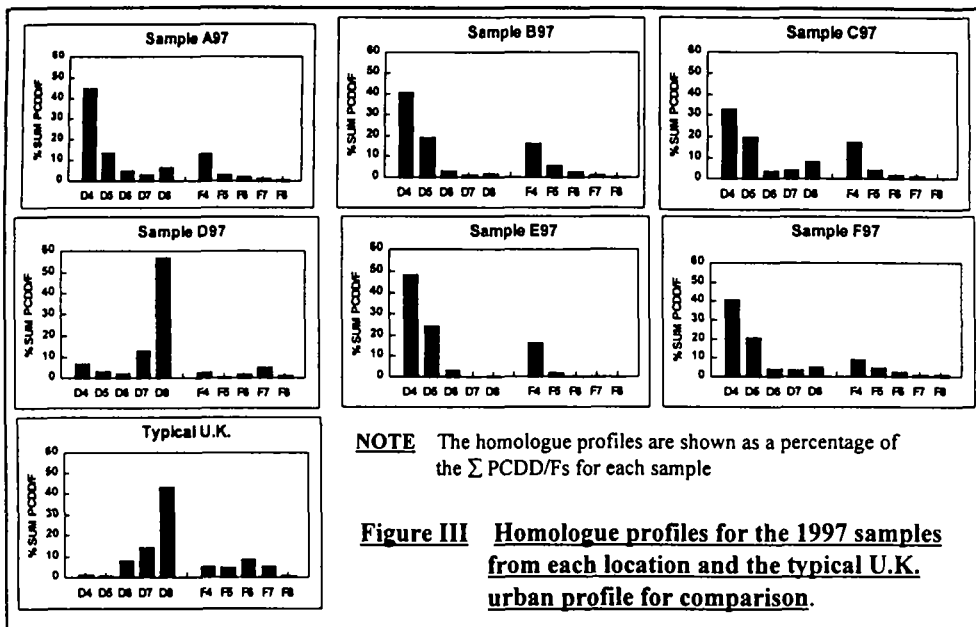 Sample A97
% SUM PCDD/F
60
50
40
30
20
10
0
D4 D5 D6 D7 D8 F4 F5 F6 F7 F8
Sample B97
% SUM PCDD/F
60
50
40
30
20
10
0
D4 D5 D6 D7 D8 F4 F5 F6 F7 F8
Sample C97
% SUM PCDD/F
60
50
40
30
20
10
0
D4 D5 D6 D7 D8 F4 F5 F6 F7 F8
Sample D97
% SUM PCDD/F
60
50
40
30
20
10
0
D4 D5 D6 D7 D8 F4 F5 F6 F7 F8
Sample E97
% SUM PCDD/F
60
50
40
30
20
10
0
D4 D5 D6 D7 D8 F4 F5 F6 F7 F8
Sample F97
% SUM PCDD/F
60
50
40
30
20
10
0
D4 D5 D6 D7 D8 F4 F5 F6 F7 F8
Typical U.K.
% SUM PCDD/F
60
50
40
30
20
10
0
D4 D5 D6 D7 D8 F4 F5 F6 F7 F8
NOTE The homologue profiles are shown as a percentage of
the ∑ PCDD/Fs for each sample
Figure III Homologue profiles for the 1997 samples
from each location and the typical U.K.
urban profile for comparison.